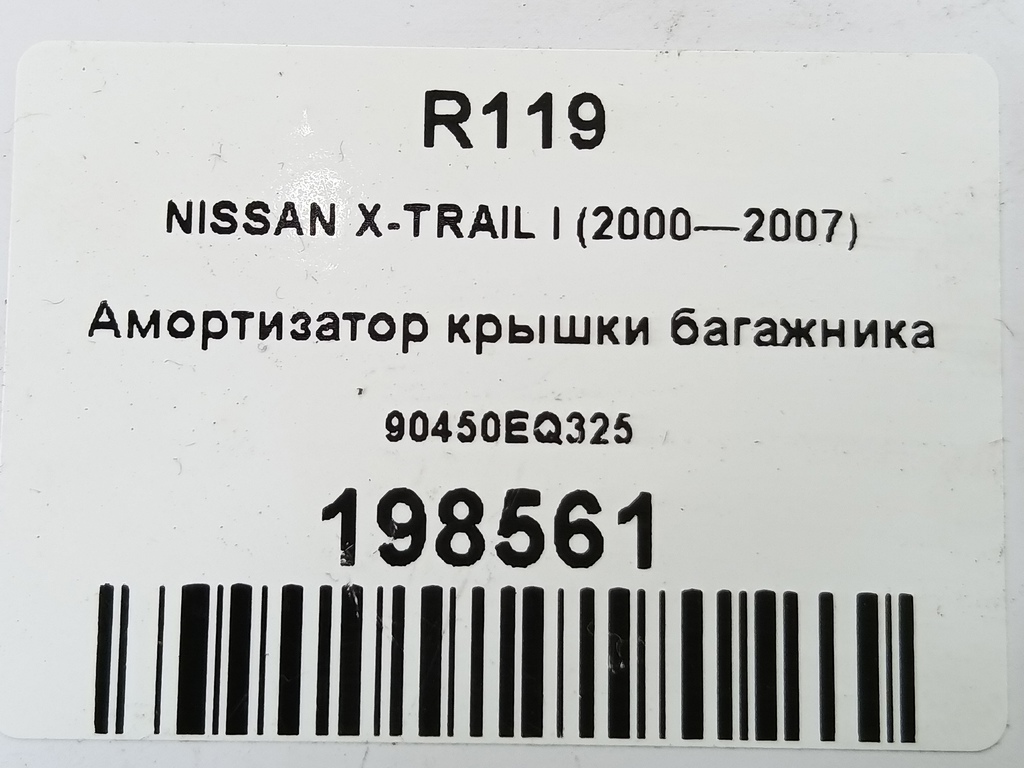 R119
NISSAN X-TRAIL I (2000—2007)
Амортизатор крышки багажника
90450EQ325
198561